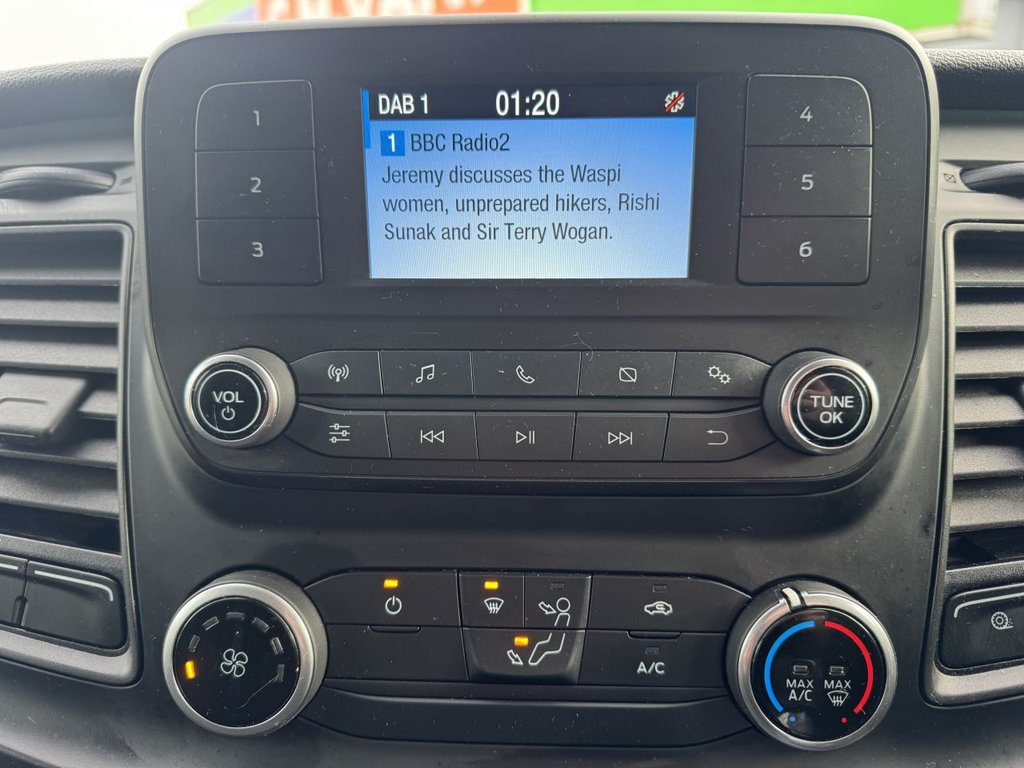 1
2
3
DAB 1 01:20
1 BBC Radio2
Jeremy discusses the Waspi
women, unprepared hikers, Rishi
Sunak and Sir Terry Wogan.
4
5
6
VOL
TUNE
OK
A/C
MAX
A/C
MAX